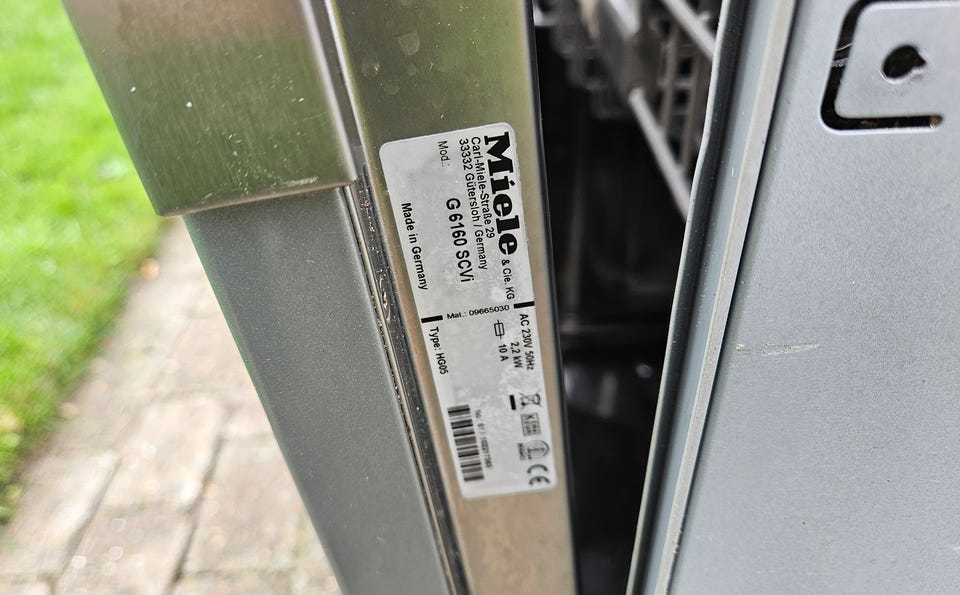 Miele & Cie. KG
Carl-Miele-Straße 29
33332 Gütersloh / Germany
Mod.: G 6160 SCVi
Made in Germany
Mat.: 09665030
AC 230V 50Hz
2,2 kW
10 A
Type: HG05
CE